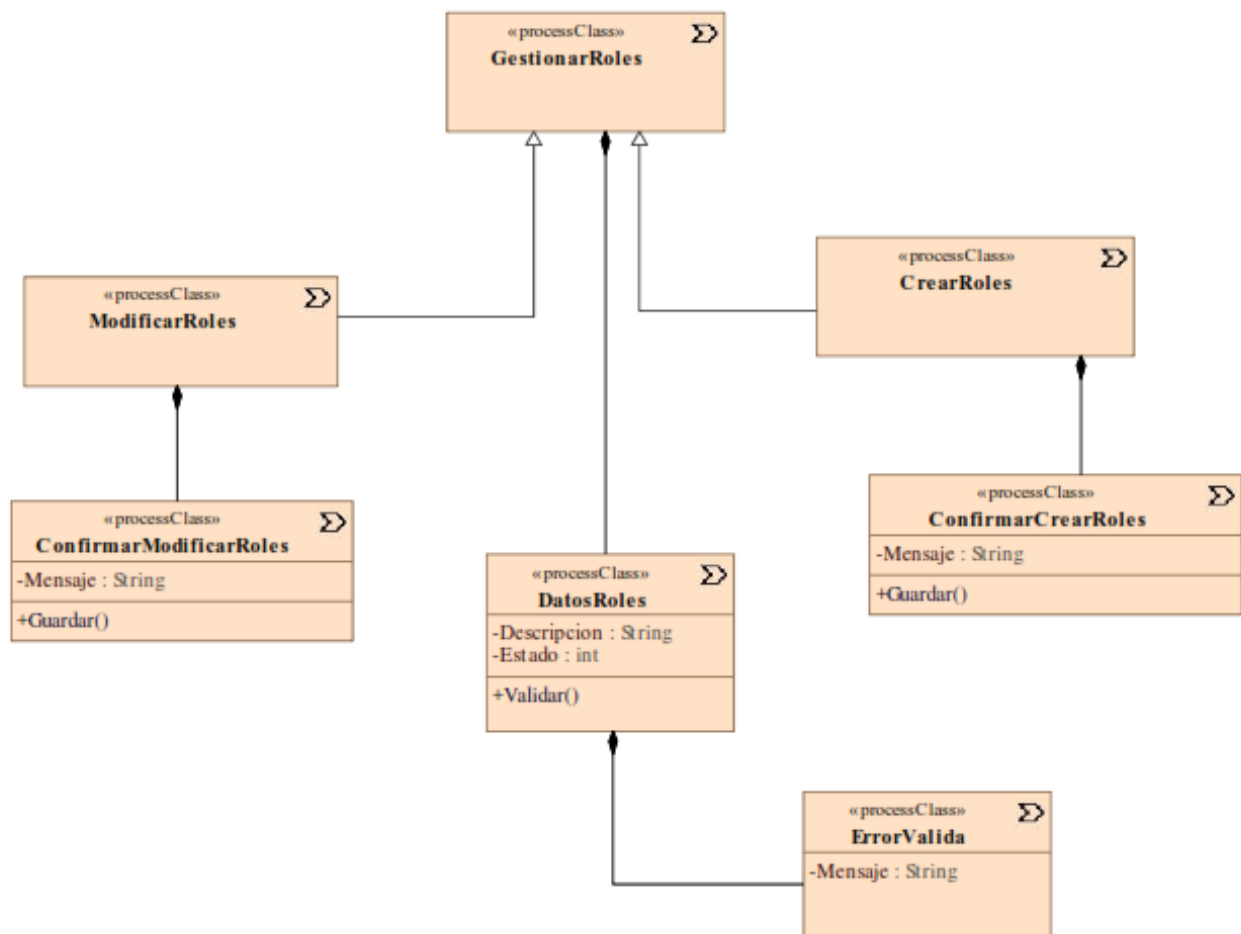 «processClass»
GestionarRoles
«processClass»
CrearRoles
«processClass»
ModificarRoles
«processClass»
ConfirmarCrearRoles
-Mensaje : String
+Guardar()
«processClass»
ConfirmarModificarRoles
-Mensaje : String
+Guardar()
«processClass»
DatosRoles
-Descripcion : String
-Estado : int
+Validar()
«processClass»
ErrorValida
-Mensaje : String